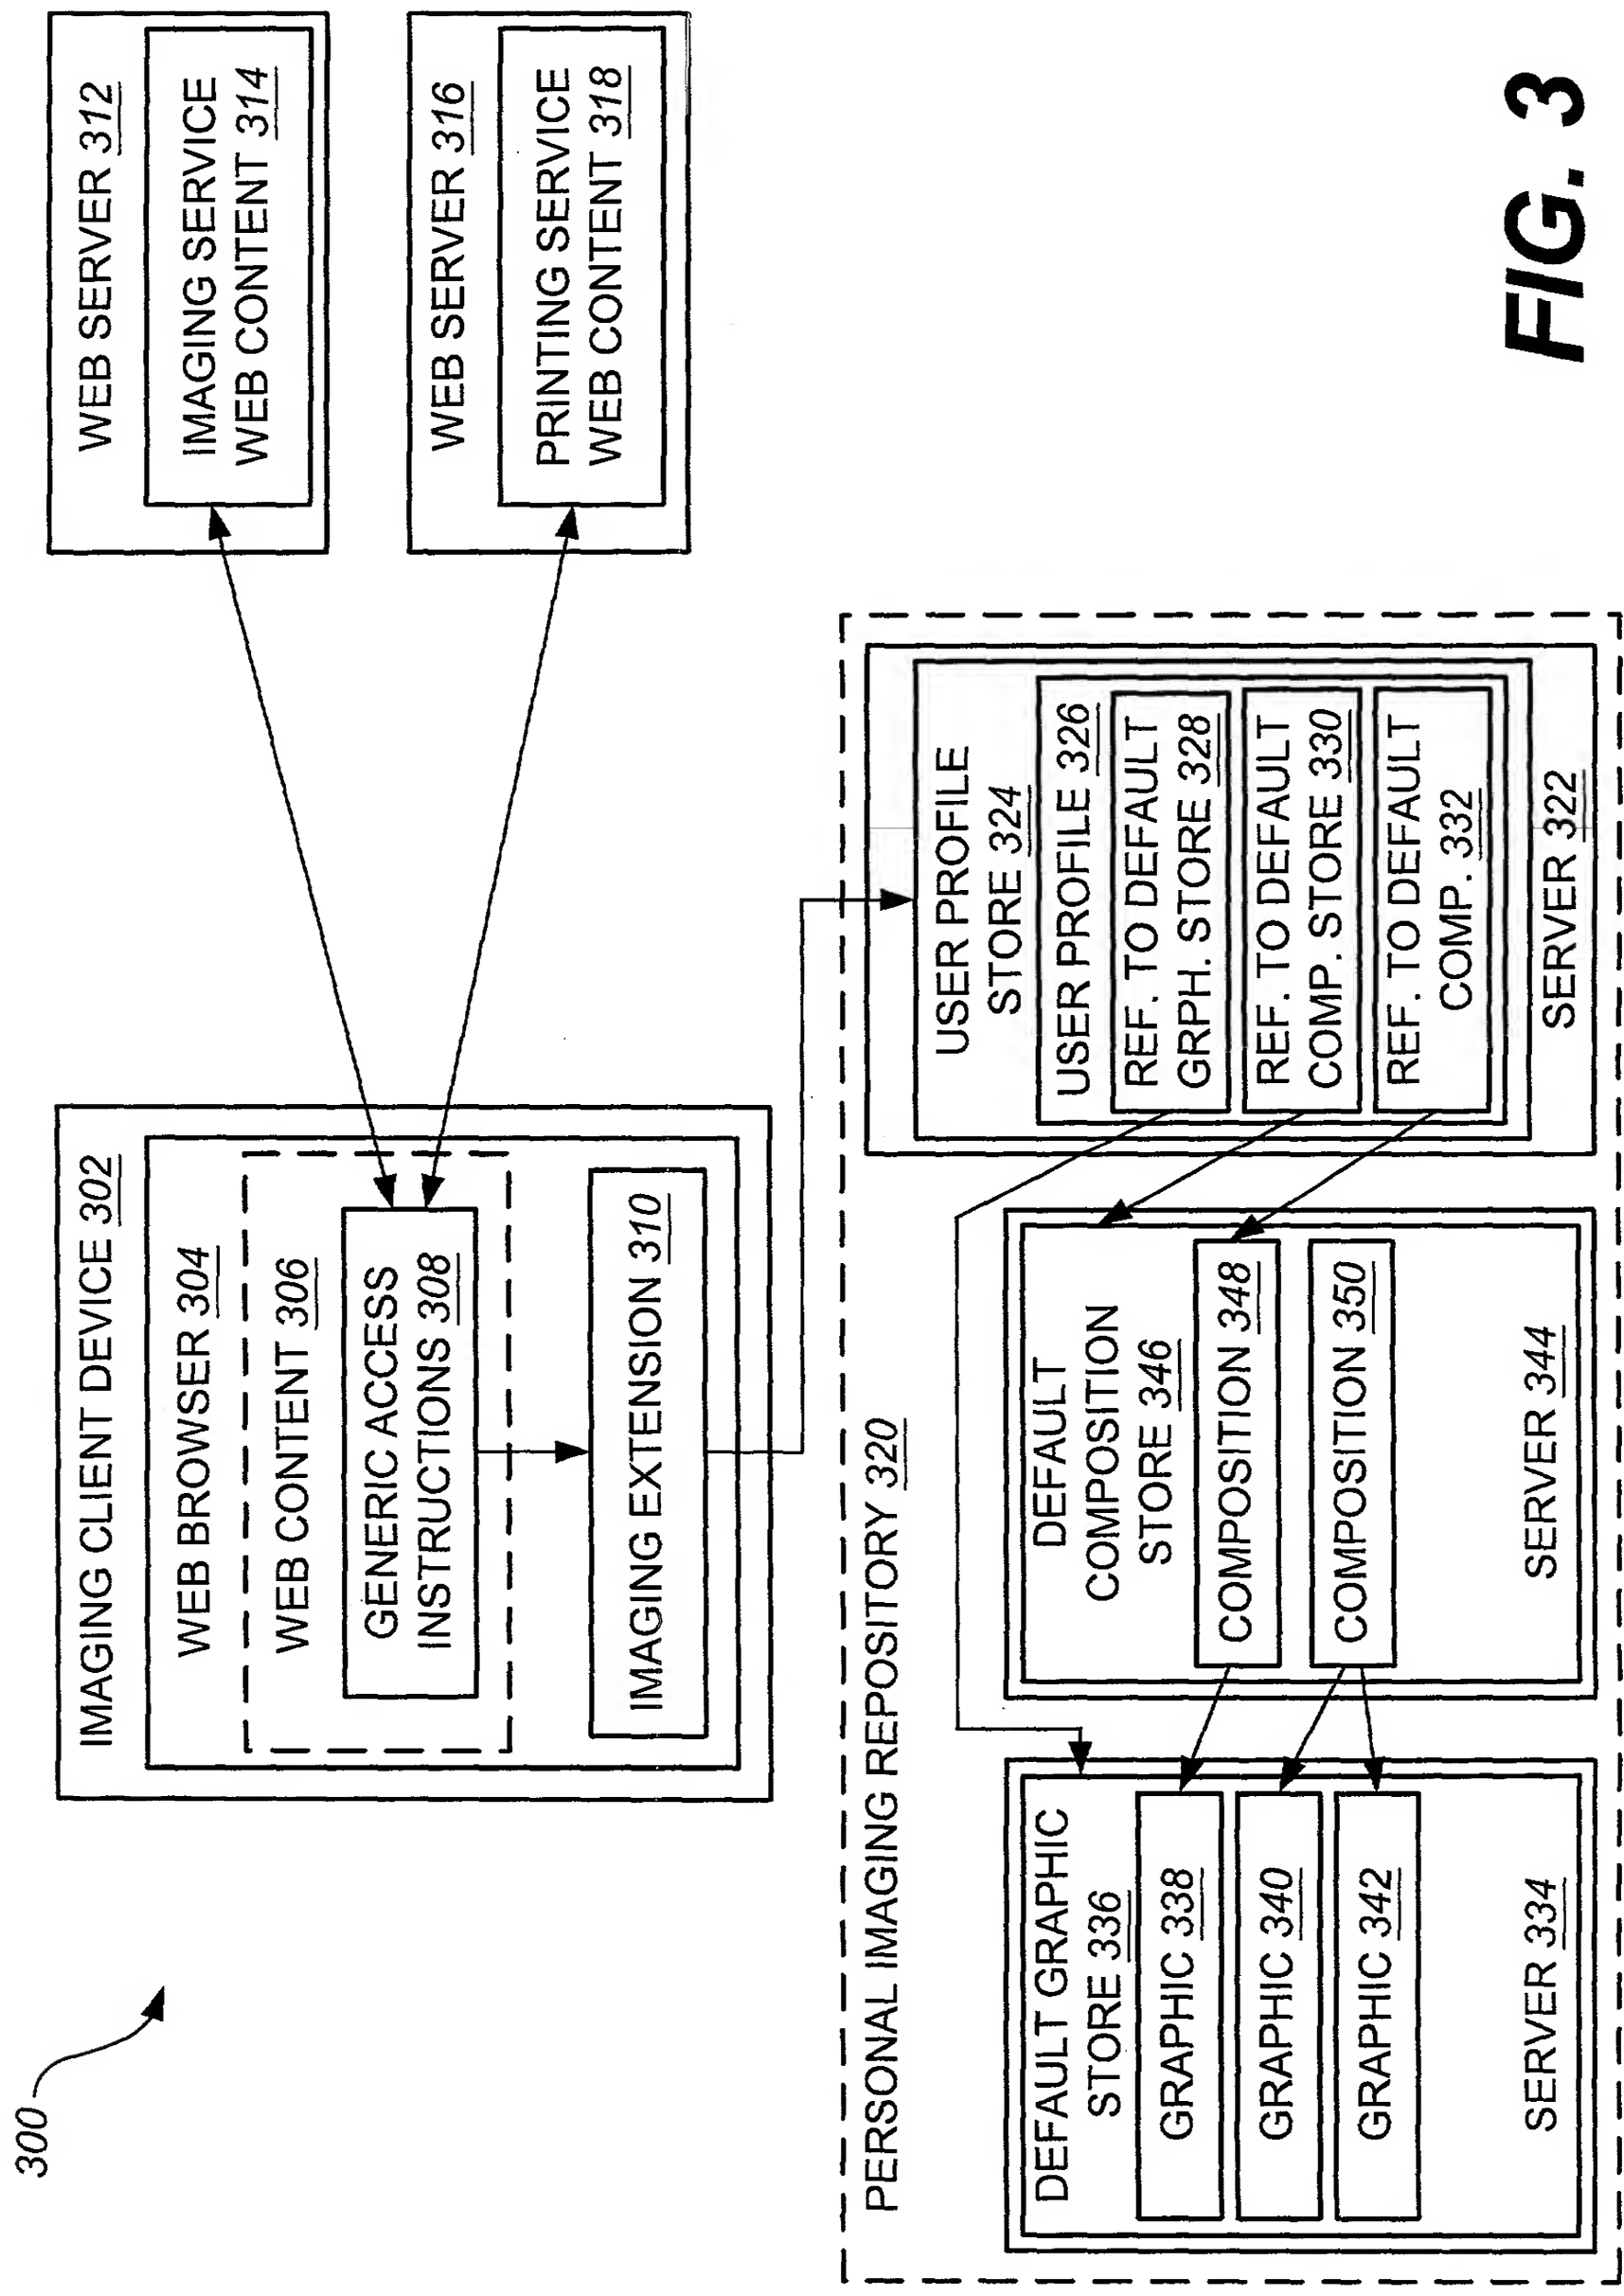 300
IMAGING CLIENT DEVICE 302
WEB BROWSER 304
WEB CONTENT 306
GENERIC ACCESS
INSTRUCTIONS 308
IMAGING EXTENSION 310
WEB SERVER 312
IMAGING SERVICE
WEB CONTENT 314
WEB SERVER 316
PRINTING SERVICE
WEB CONTENT 318
PERSONAL IMAGING REPOSITORY 320
DEFAULT GRAPHIC
STORE 336
GRAPHIC 338
GRAPHIC 340
GRAPHIC 342
SERVER 334
DEFAULT
COMPOSITION
STORE 346
COMPOSITION 348
COMPOSITION 350
SERVER 344
USER PROFILE
STORE 324
USER PROFILE 326
REF. TO DEFAULT
GRPH. STORE 328
REF. TO DEFAULT
COMP. STORE 330
REF. TO DEFAULT
COMP. 332
SERVER 322
FIG. 3